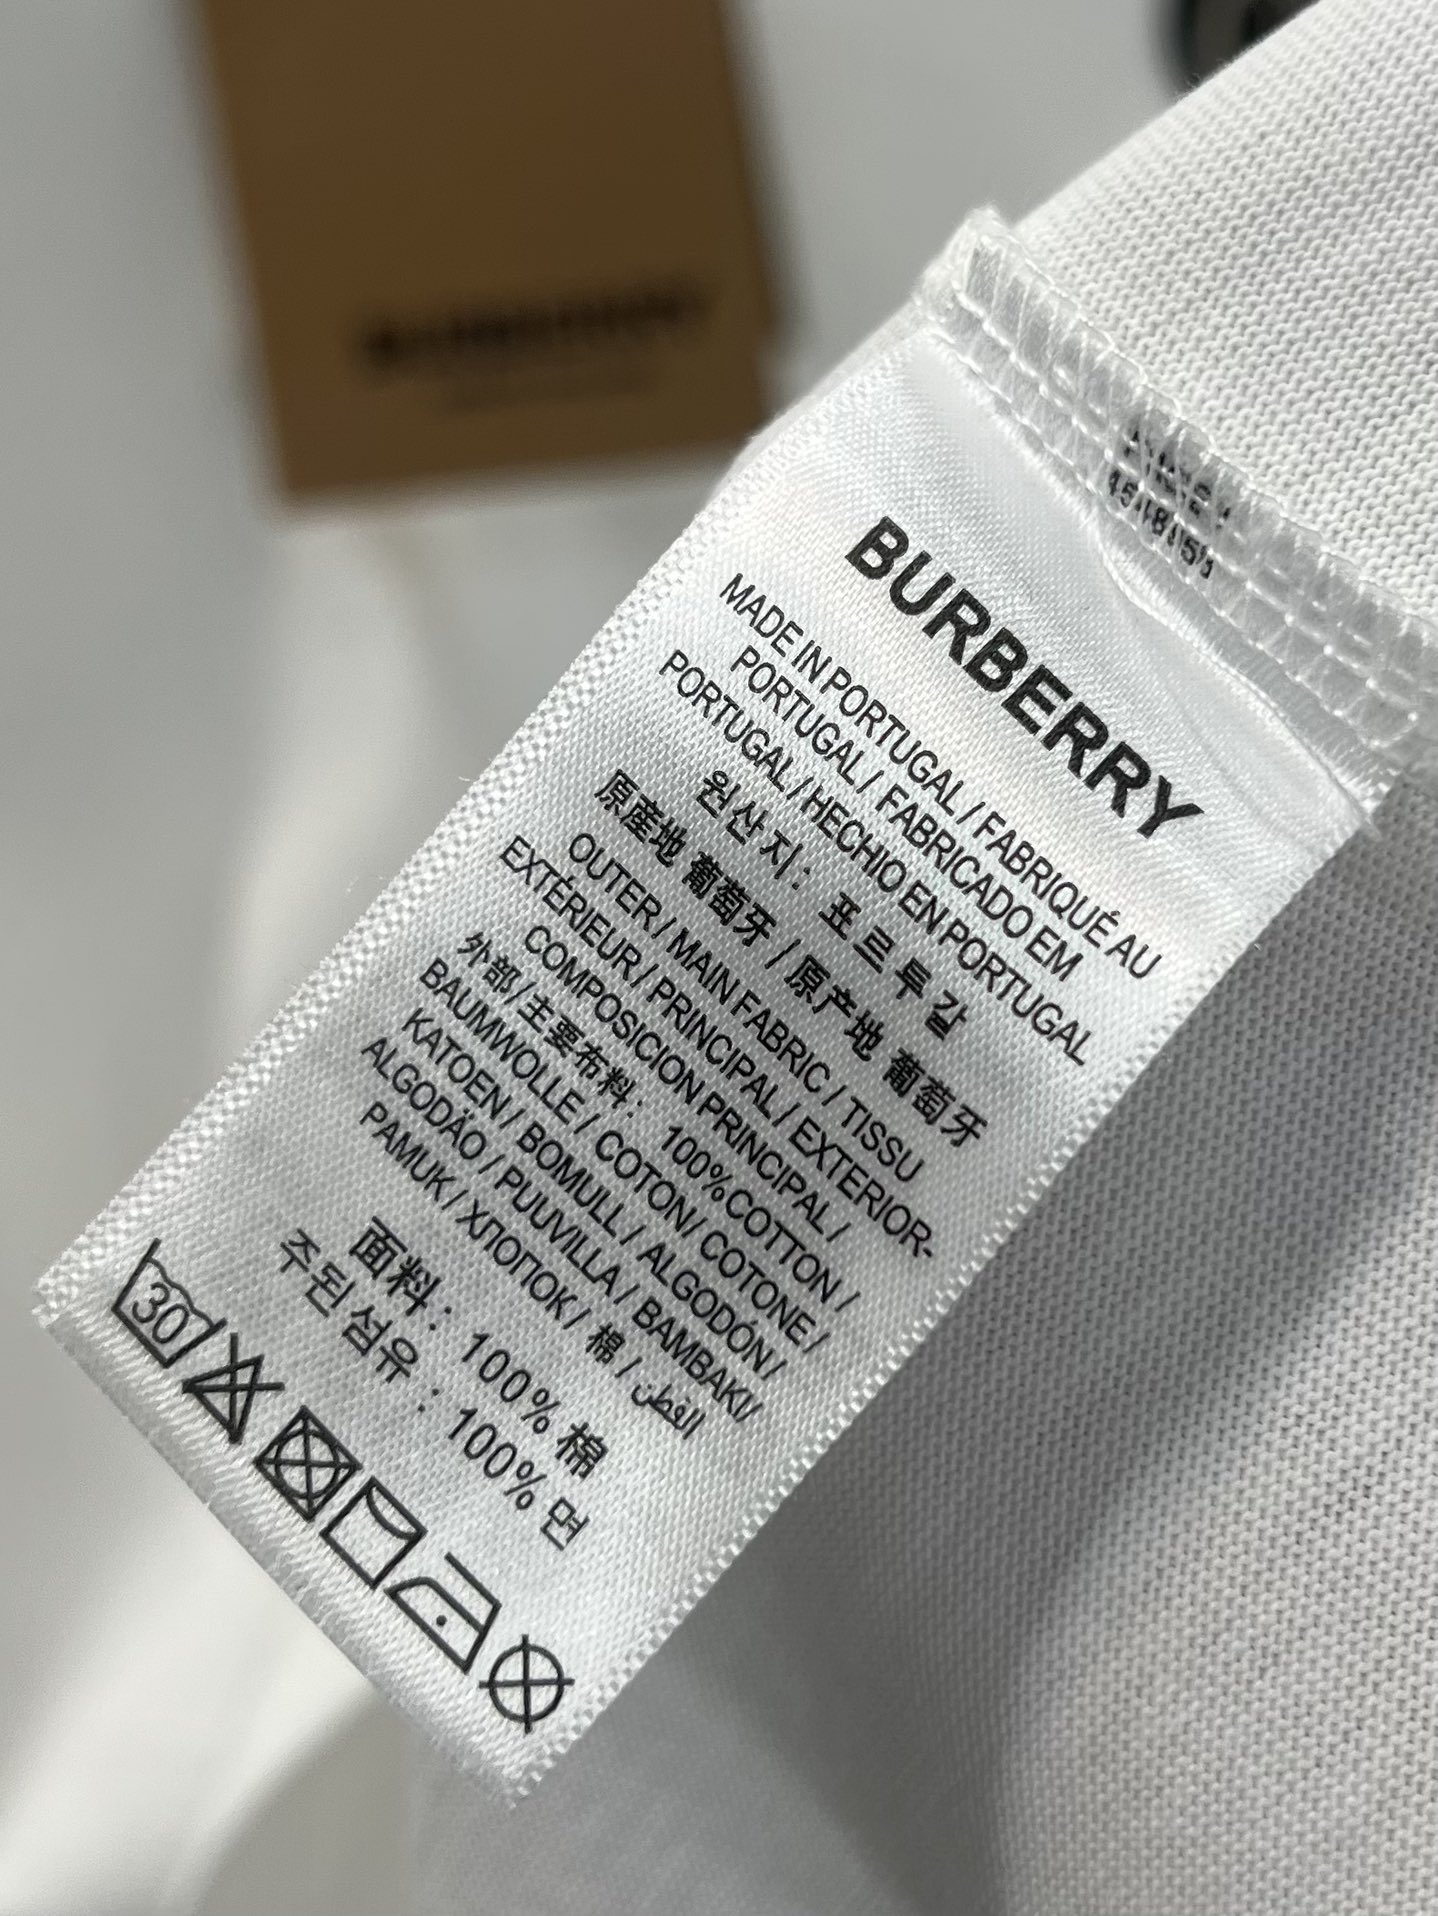 BURBERRY
MADE IN PORTUGAL / FABRIQUÉ AU
PORTUGAL / FABRICADO EM
PORTUGAL / HECHIO EN PORTUGAL
원산지: 포르투갈
原産地 葡萄牙 / 原产地 葡萄牙
OUTER / MAIN FABRIC / TISSU
EXTÉRIEUR / PRINCIPAL / EXTERIOR-
COMPOSICION PRINCIPAL /
外部/主要布料: 100%COTTON /
BAUMWOLLE / COTON/ COTONE /
KATOEN / BOMULL / ALGODÓN /
ALGODÃO / PUUVILLA / BAMBAKI/
PAMUK / ХЛОПОК / 棉 / القطن
面料: 100% 棉
주된섬유 : 100% 면
30